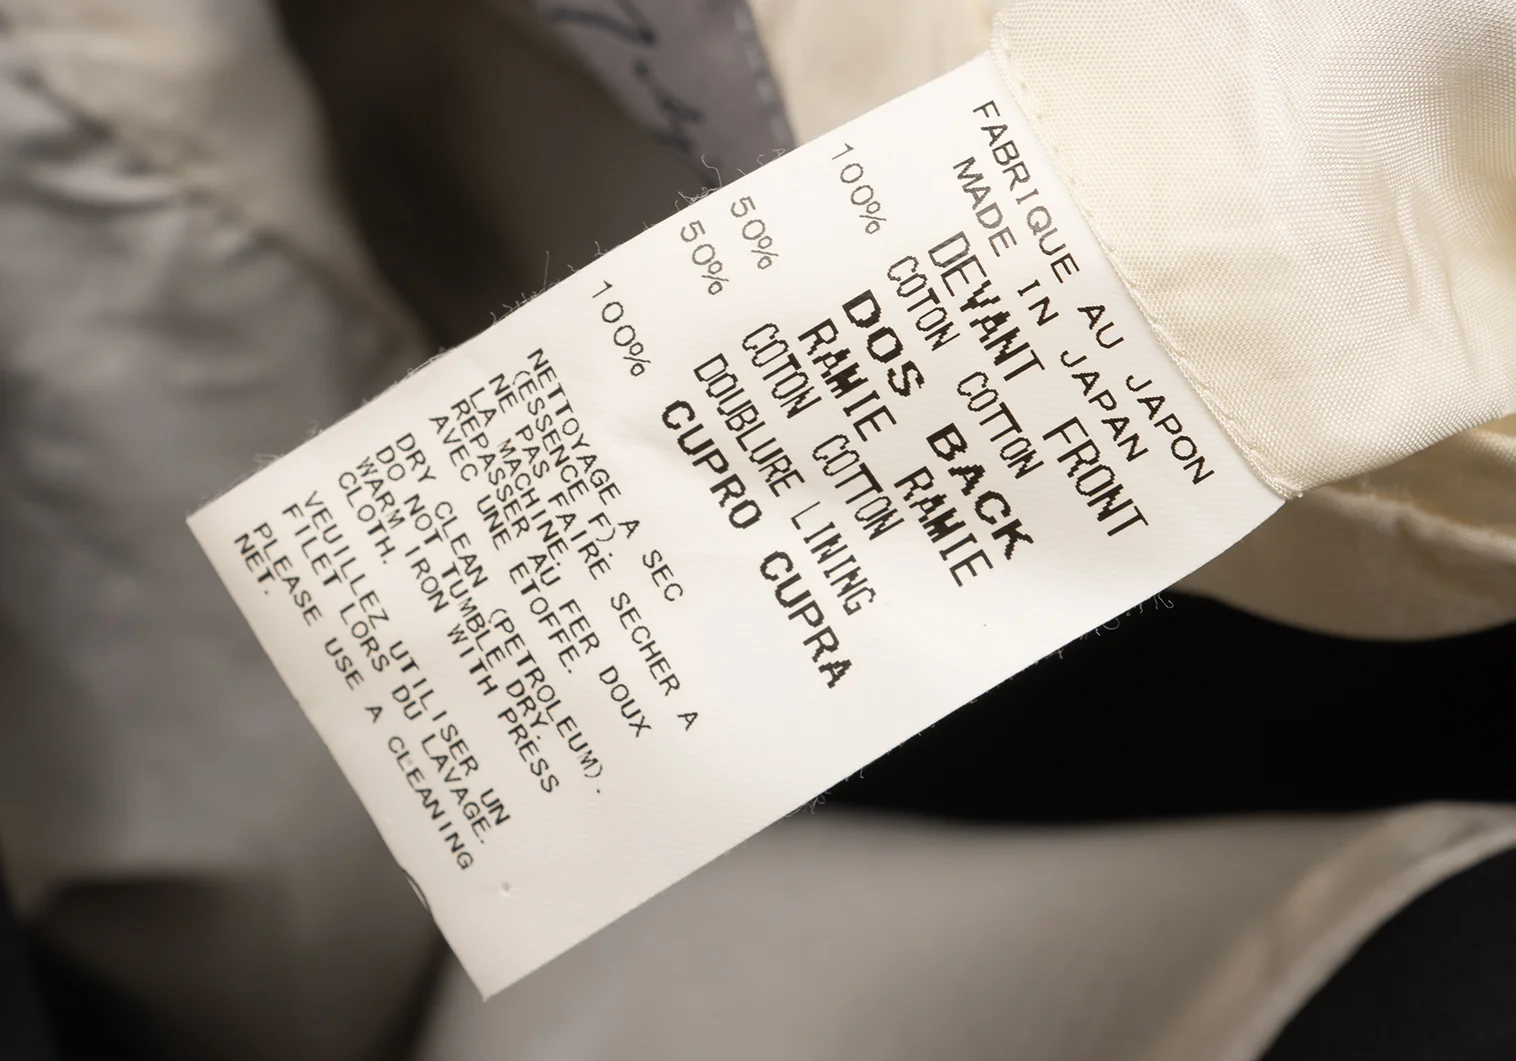 FABRIQUE AU JAPON
MADE IN JAPAN
DEVANT FRONT
100% COTON COTTON
DOS BACK
50% RAMIE RAMIE
50% COTON COTTON
DOUBLURE LINING
100% CUPRO CUPRA
NETTOYAGE A SEC
(ESSENCE F).
NE PAS FAIRE SECHER A
LA MACHINE.
REPASSER AU FER DOUX
AVEC UNE ETOFFE.
DRY CLEAN (PETROLEUM).
DO NOT TUMBLE DRY.
WARM IRON WITH PRESS
CLOTH.
VEUILLEZ UTILISER UN
FILET LORS DU LAVAGE.
PLEASE USE A CLEANING
NET.